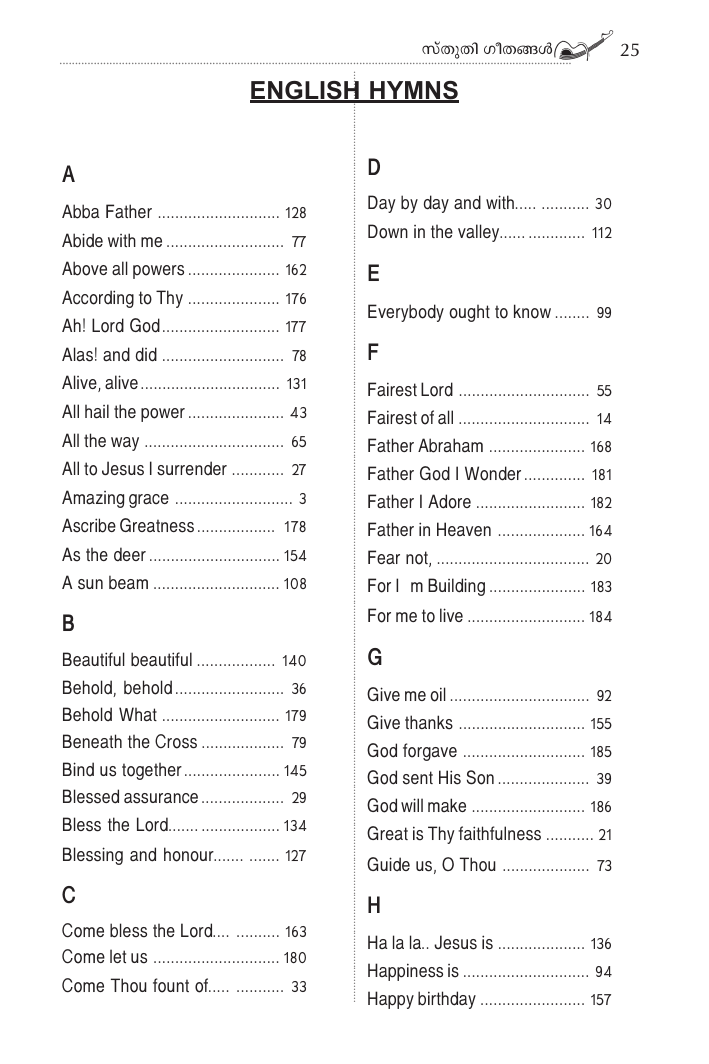 സ്തുതി ഗീതങ്ങൾ 25
ENGLISH HYMNS
A
Abba Father ............................ 128
Abide with me ........................... 77
Above all powers ..................... 162
According to Thy ..................... 176
Ah! Lord God........................... 177
Alas! and did ............................ 78
Alive, alive................................ 131
All hail the power ...................... 43
All the way ................................ 65
All to Jesus I surrender ............ 27
Amazing grace ........................... 3
Ascribe Greatness.................. 178
As the deer .............................. 154
A sun beam ............................. 108
B
Beautiful beautiful .................. 140
Behold, behold......................... 36
Behold What ........................... 179
Beneath the Cross ................... 79
Bind us together...................... 145
Blessed assurance................... 29
Bless the Lord....... .................. 134
Blessing and honour....... ....... 127
C
Come bless the Lord.... .......... 163
Come let us ............................. 180
Come Thou fount of..... ........... 33
D
Day by day and with..... ........... 30
Down in the valley...... ............. 112
E
Everybody ought to know ........ 99
F
Fairest Lord .............................. 55
Fairest of all .............................. 14
Father Abraham ...................... 168
Father God I Wonder.............. 181
Father I Adore ......................... 182
Father in Heaven .................... 164
Fear not, ................................... 20
For I m Building ...................... 183
For me to live ........................... 184
G
Give me oil ................................ 92
Give thanks ............................. 155
God forgave ............................ 185
God sent His Son ..................... 39
God will make .......................... 186
Great is Thy faithfulness ........... 21
Guide us, O Thou .................... 73
H
Ha la la.. Jesus is .................... 136
Happiness is ............................. 94
Happy birthday ........................ 157